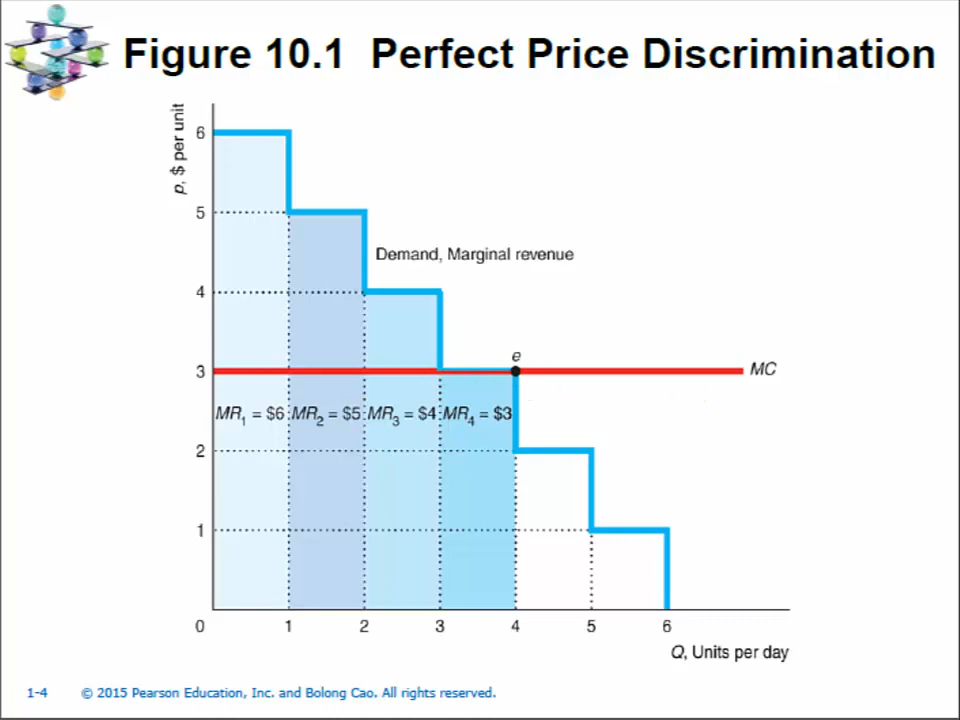 Figure 10.1 Perfect Price Discrimination
p, $ per unit
6
5
Demand, Marginal revenue
4
e
3
MC
MR1 = $6 MR2 = $5 MR3 = $4 MR4 = $3
2
1
0 1 2 3 4 5 6
Q, Units per day
1-4 © 2015 Pearson Education, Inc. and Bolong Cao. All rights reserved.